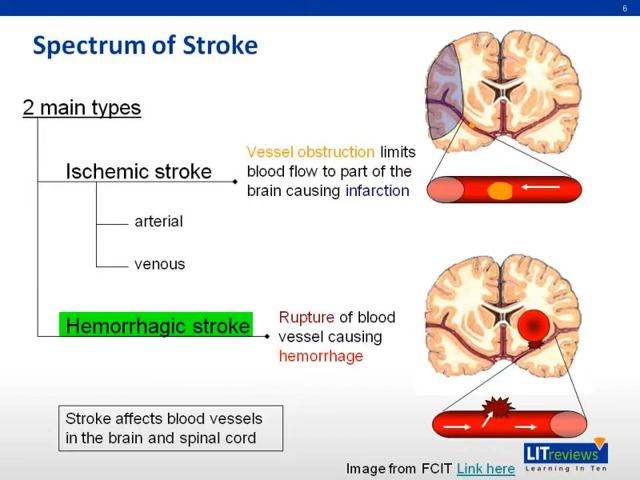 6
Spectrum of Stroke
2 main types
Ischemic stroke
Vessel obstruction limits
blood flow to part of the
brain causing infarction
arterial
venous
Hemorrhagic stroke
Rupture of blood
vessel causing
hemorrhage
Stroke affects blood vessels
in the brain and spinal cord
Image from FCIT Link here
LITreviews
Learning In Ten